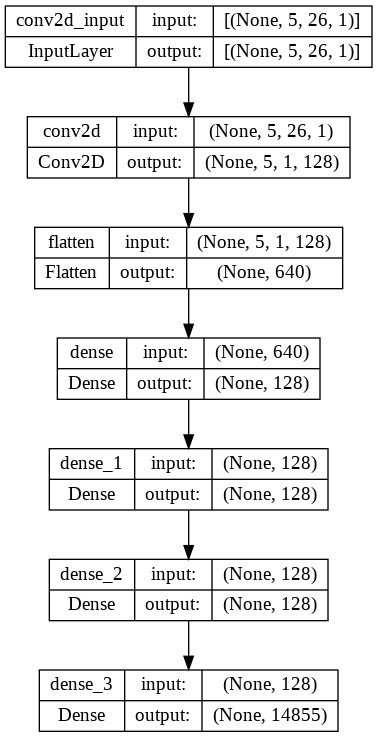 conv2d_input input: [(None, 5, 26, 1)]
InputLayer output: [(None, 5, 26, 1)]
conv2d input: (None, 5, 26, 1)
Conv2D output: (None, 5, 1, 128)
flatten input: (None, 5, 1, 128)
Flatten output: (None, 640)
dense input: (None, 640)
Dense output: (None, 128)
dense_1 input: (None, 128)
Dense output: (None, 128)
dense_2 input: (None, 128)
Dense output: (None, 128)
dense_3 input: (None, 128)
Dense output: (None, 14855)